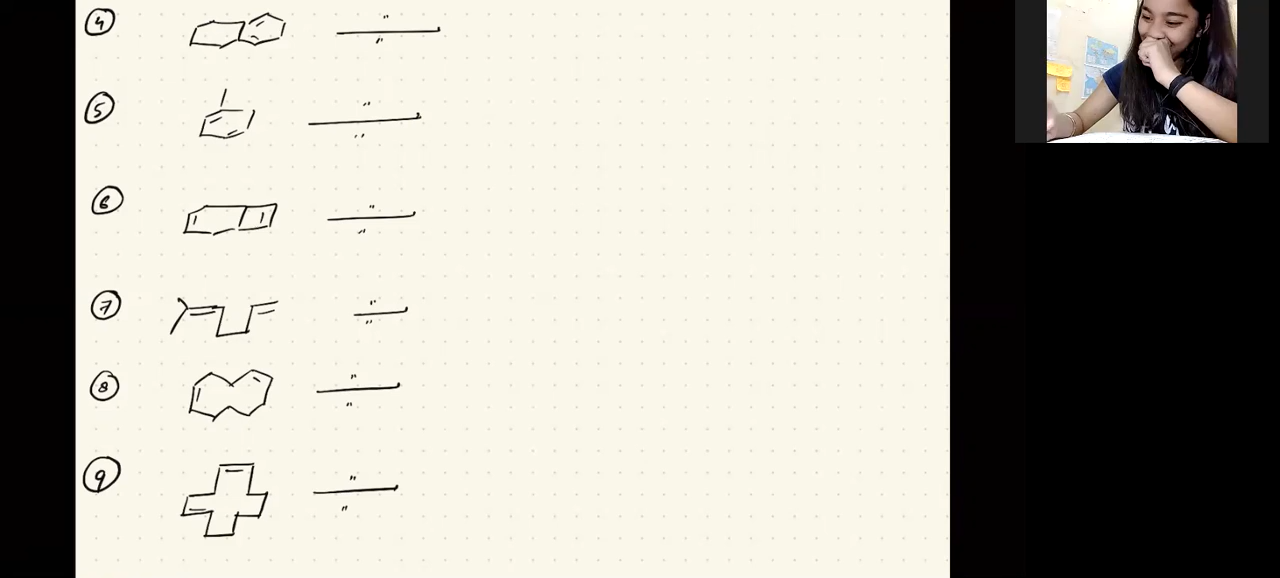 ④ " "
⑤ " "
⑥ " "
⑦ " "
⑧ " "
⑨ " "